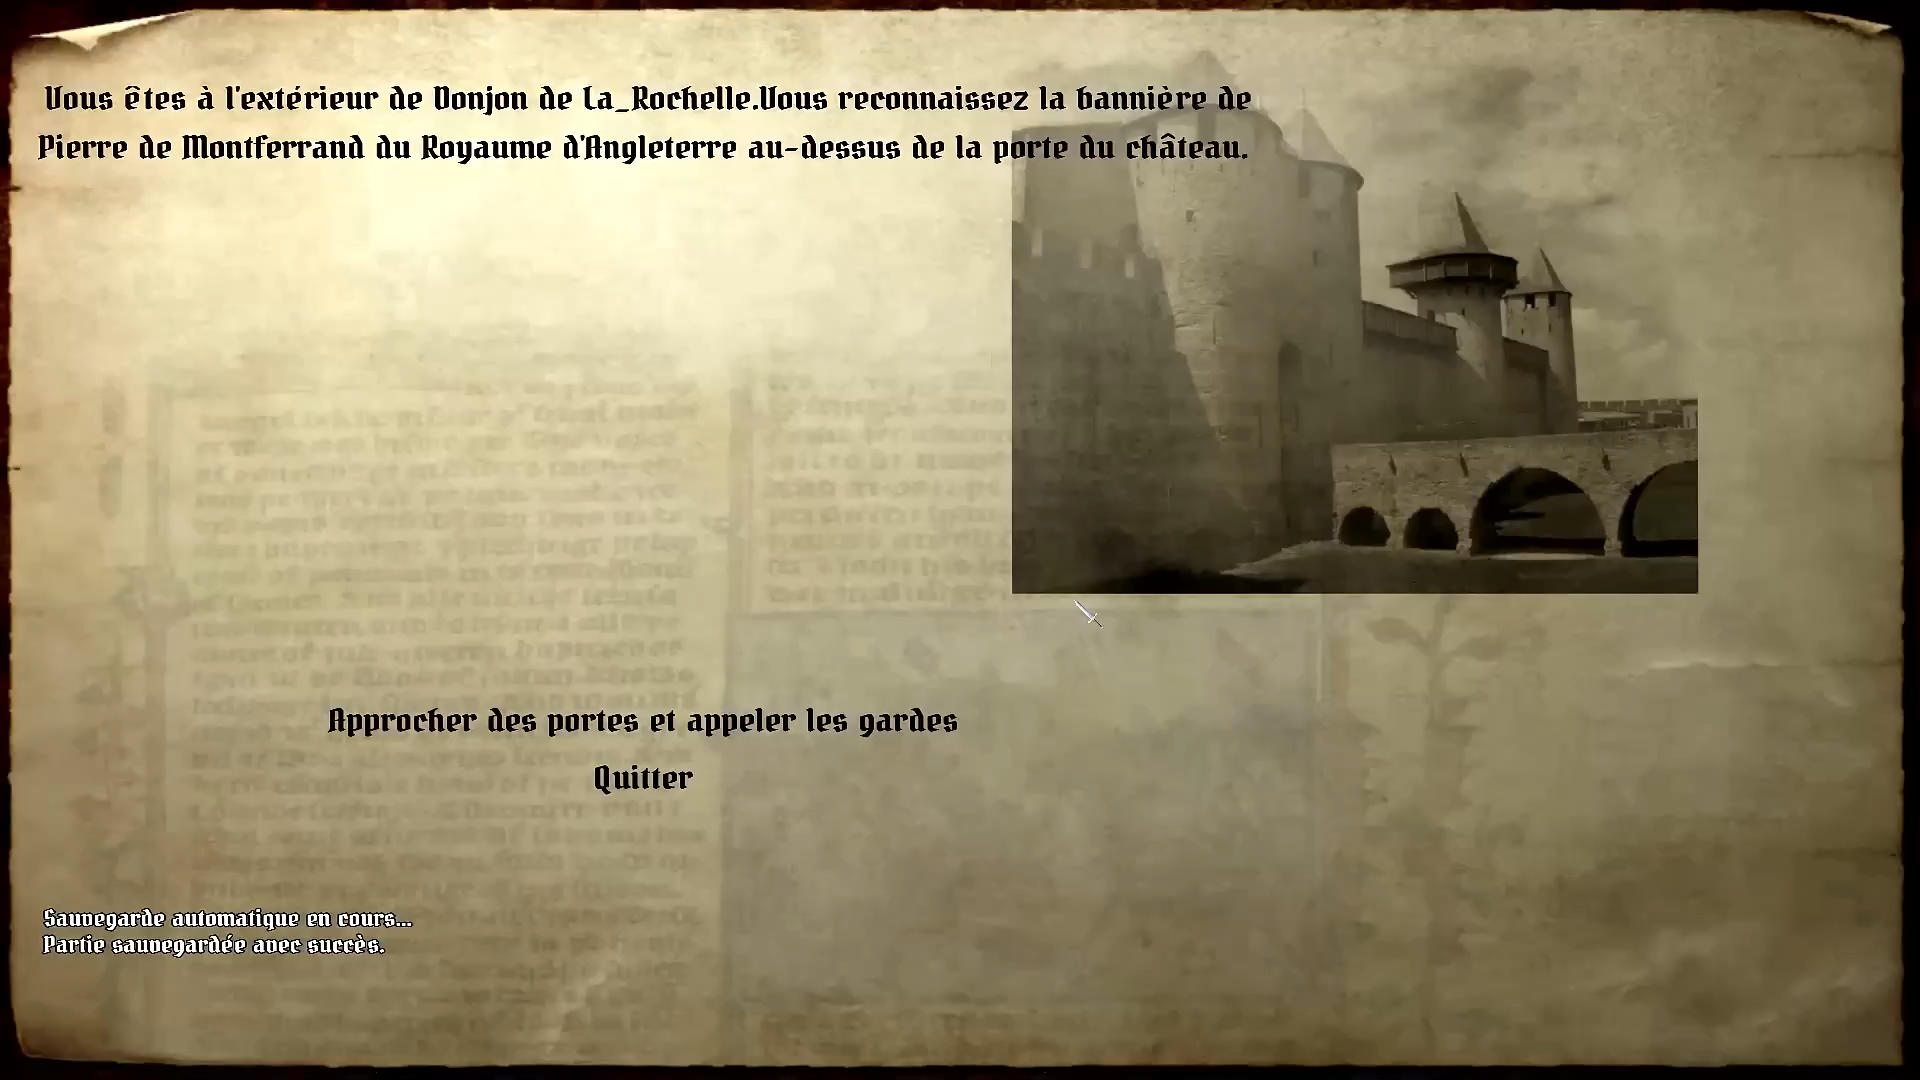 Vous êtes à l'extérieur de Donjon de La_Rochelle.Vous reconnaissez la bannière de
Pierre de Montferrand du Royaume d'Angleterre au-dessus de la porte du château.
Approcher des portes et appeler les gardes
Quitter
Sauvegarde automatique en cours...
Partie sauvegardée avec succès.